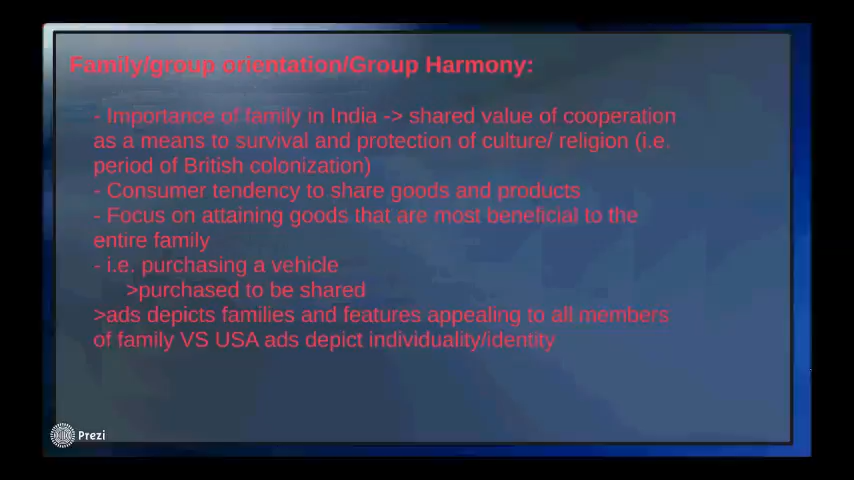 Family/group orientation/Group Harmony:
- Importance of family in India -> shared value of cooperation
as a means to survival and protection of culture/ religion (i.e.
period of British colonization)
- Consumer tendency to share goods and products
- Focus on attaining goods that are most beneficial to the
entire family
- i.e. purchasing a vehicle
>purchased to be shared
>ads depicts families and features appealing to all members
of family VS USA ads depict individuality/identity
Prezi